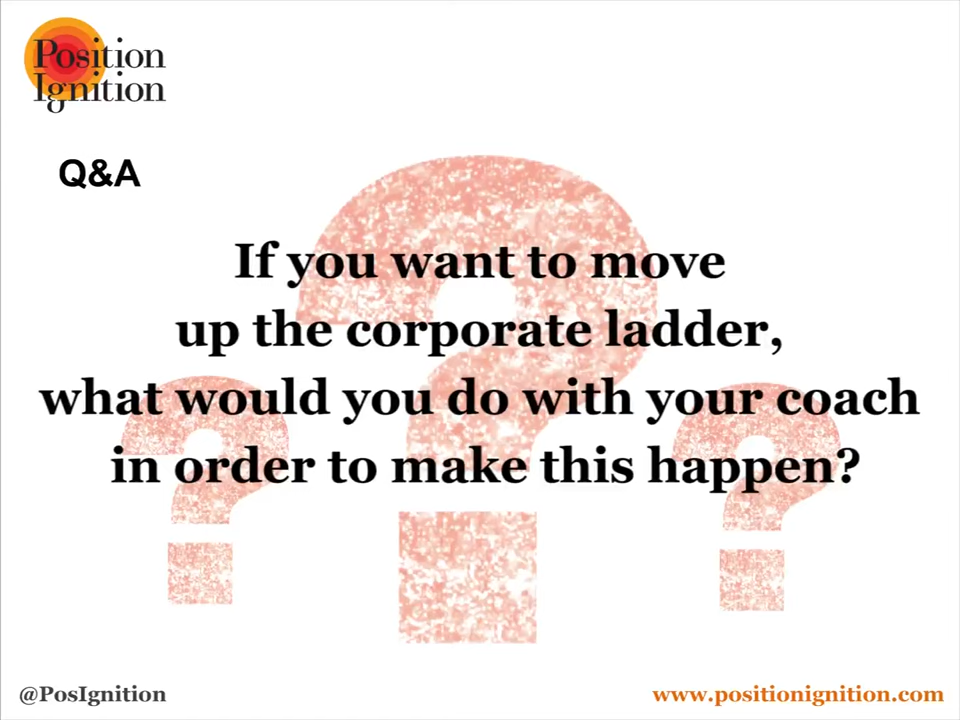 Position
Ignition
Q&A
If you want to move
up the corporate ladder,
what would you do with your coach
in order to make this happen?
@PosIgnition
www.positionignition.com